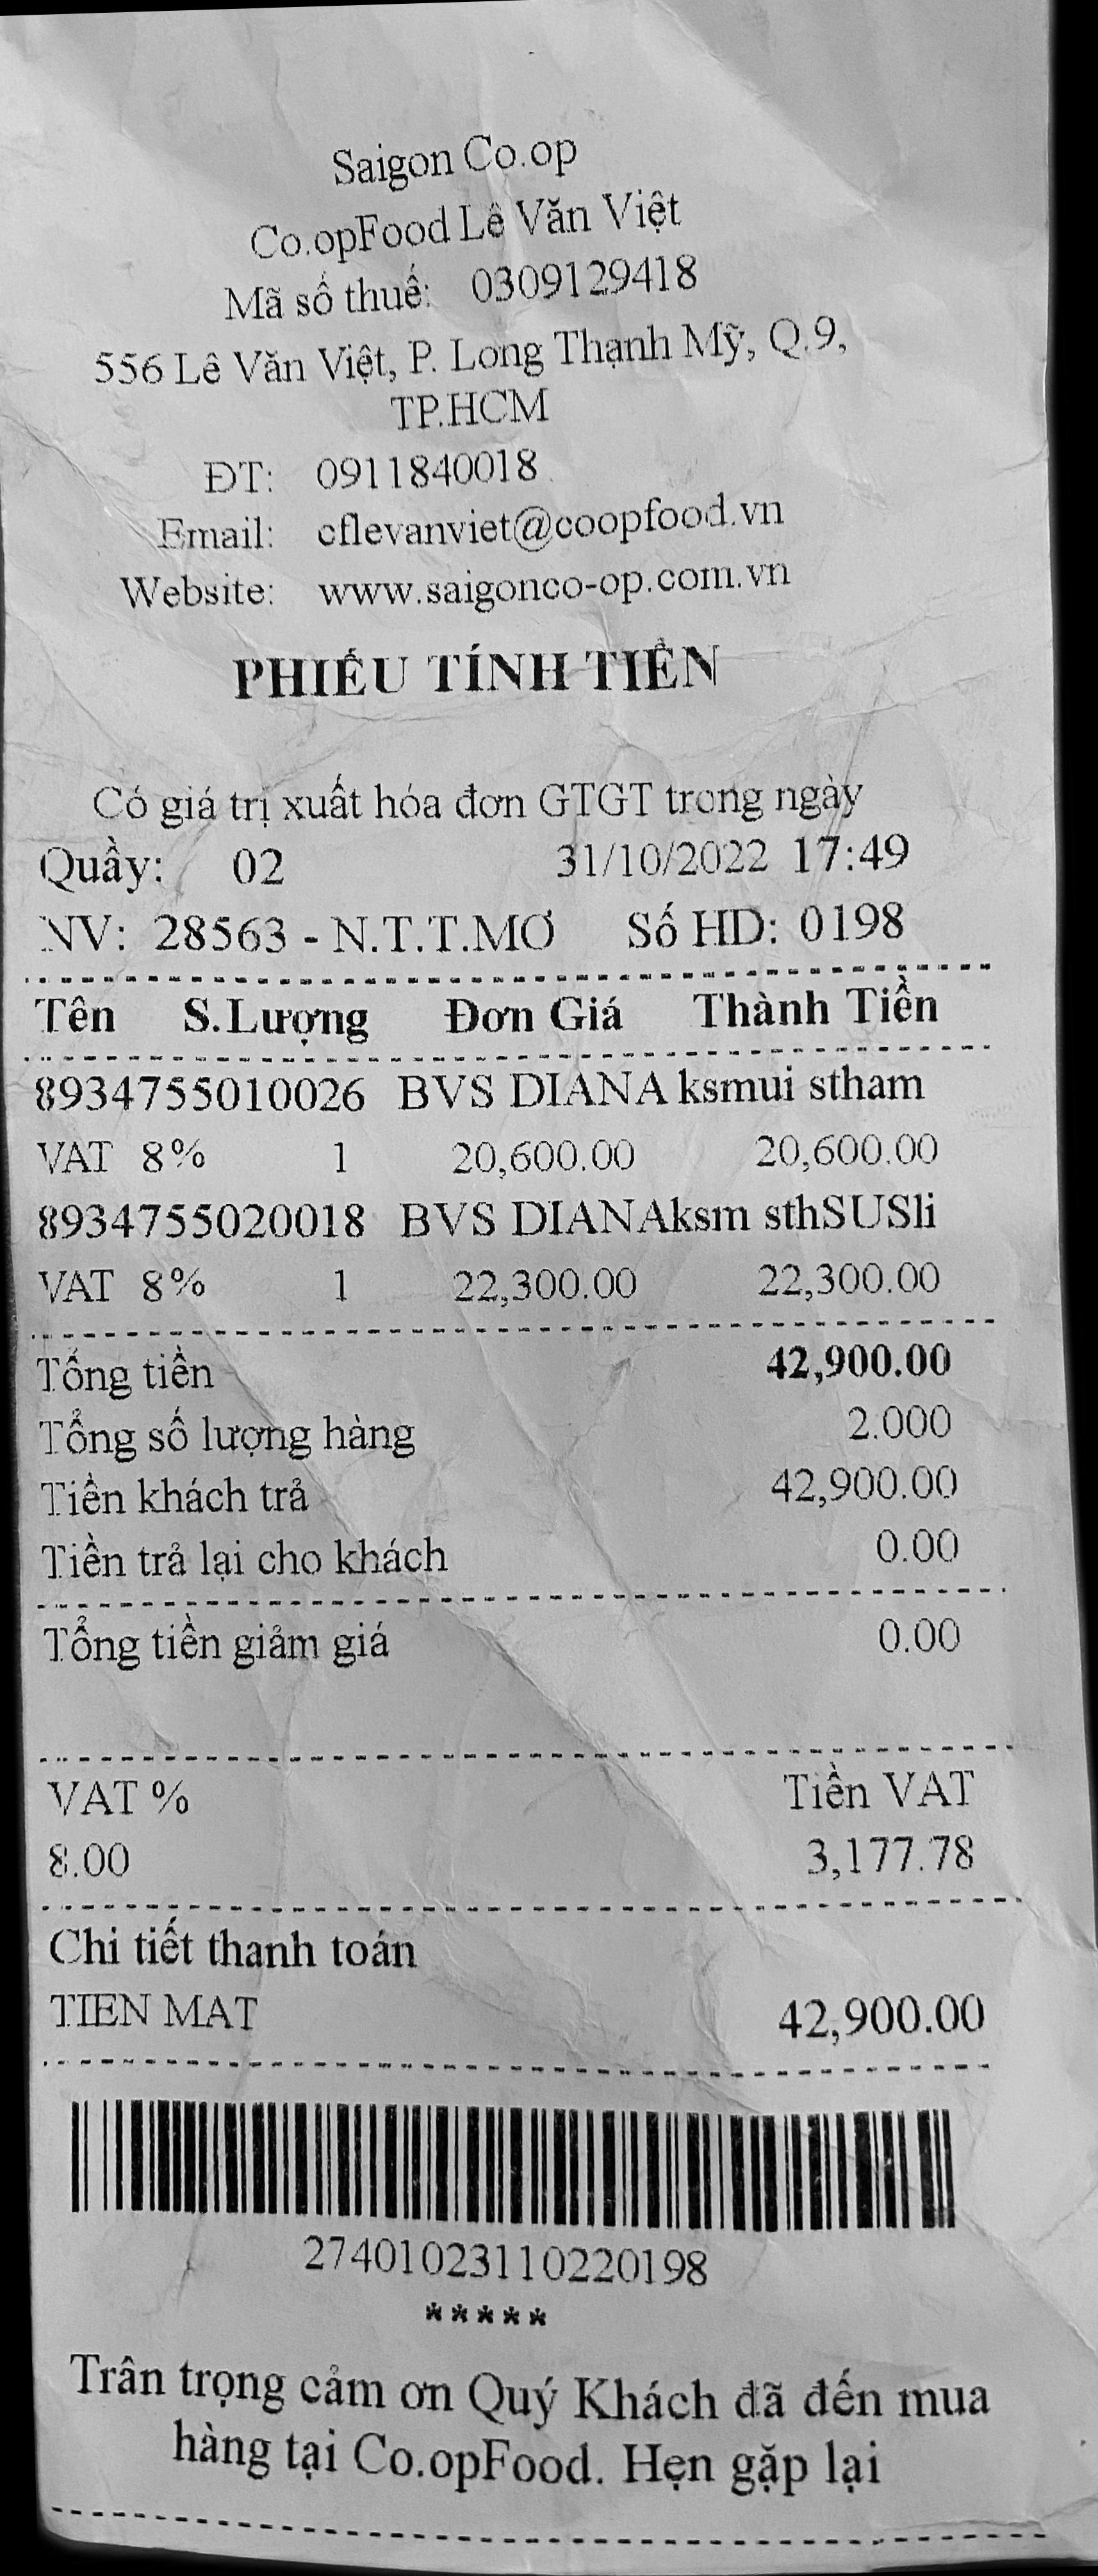 Saigon Co.op
Co.opFood Lê Văn Việt
Mã số thuế: 0309129418
556 Lê Văn Việt, P. Long Thạnh Mỹ, Q.9,
TP.HCM
ĐT: 0911840018
Email: cflevanviet@coopfood.vn
Website: www.saigonco-op.com.vn
PHIẾU TÍNH TIỀN
Có giá trị xuất hóa đơn GTGT trong ngày
Quầy: 02 31/10/2022 17:49
NV: 28563 - N.T.T.MƠ Số HD: 0198
Tên S.Lượng Đơn Giá Thành Tiền
8934755010026 BVS DIANA ksmui stham
VAT 8% 1 20,600.00 20,600.00
8934755020018 BVS DIANAksm sthSUSli
VAT 8% 1 22,300.00 22,300.00
Tổng tiền 42,900.00
Tổng số lượng hàng 2.000
Tiền khách trả 42,900.00
Tiền trả lại cho khách 0.00
Tổng tiền giảm giá 0.00
VAT % Tiền VAT
8.00 3,177.78
Chi tiết thanh toán
TIEN MAT 42,900.00
27401023110220198
*****
Trân trọng cảm ơn Quý Khách đã đến mua
hàng tại Co.opFood. Hẹn gặp lại